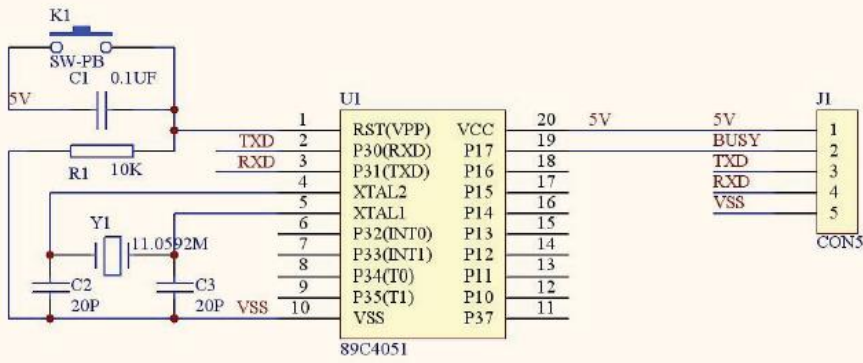 K1
SW-PB
C1 0.1UF
5V
R1 10K
Y1
11.0592M
C2
20P
C3
20P
TXD
RXD
VSS
U1
1 RST(VPP) VCC 20
2 P30(RXD) P17 19
3 P31(TXD) P16 18
4 XTAL2 P15 17
5 XTAL1 P14 16
6 P32(INT0) P13 15
7 P33(INT1) P12 14
8 P34(T0) P11 13
9 P35(T1) P10 12
10 VSS P37 11
89C4051
5V
J1
5V 1
BUSY 2
TXD 3
RXD 4
VSS 5
CON5